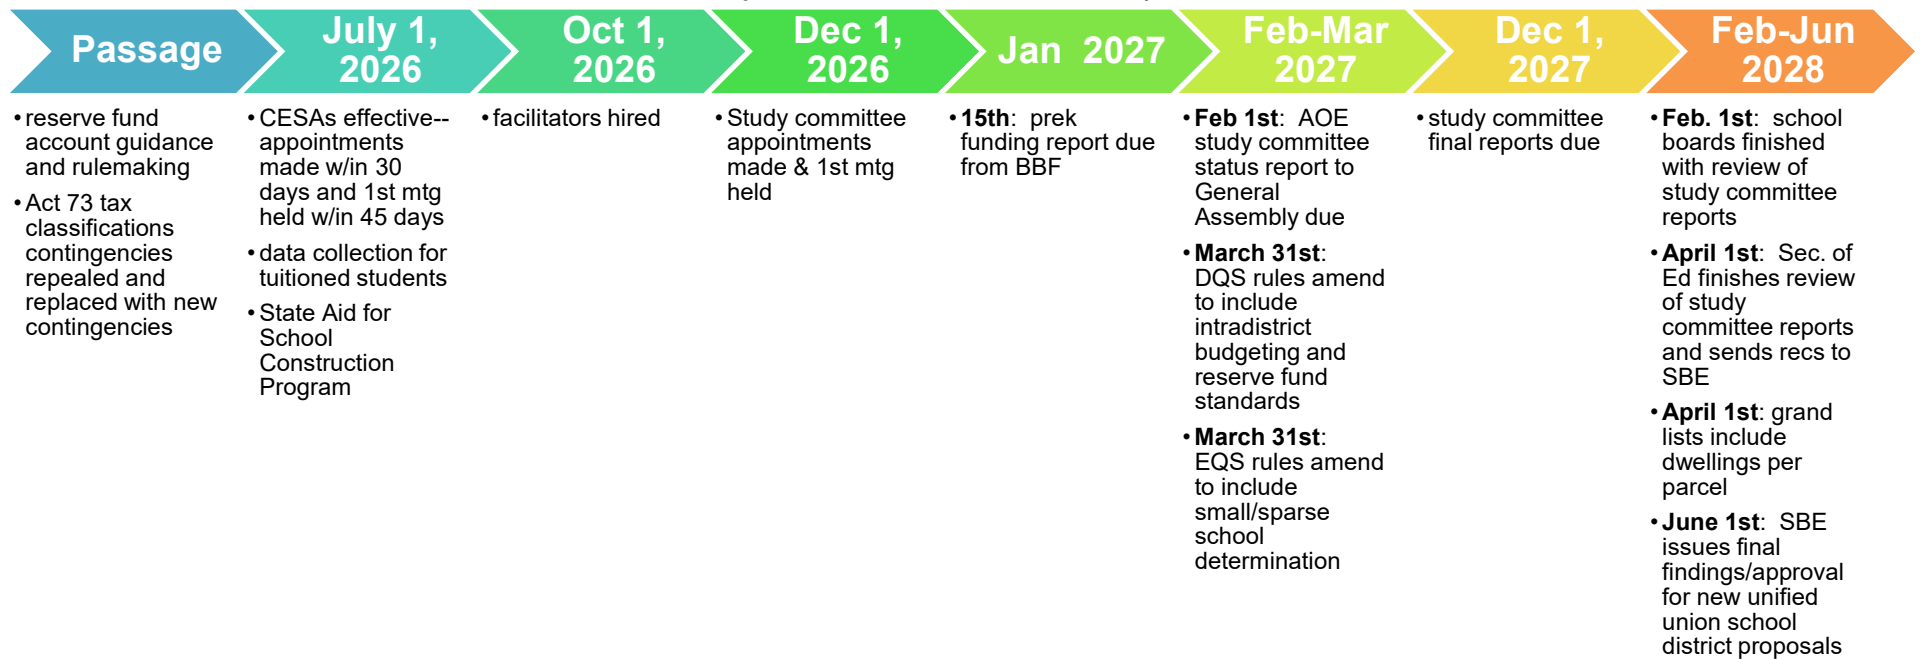 Passage
reserve fund
account guidance
and rulemaking
Act 73 tax
classifications
contingencies
repealed and
replaced with new
contingencies
July 1,
2026
CESAs effective--
appointments
made w/in 30
days and 1st mtg
held w/in 45 days
data collection for
tuitioned students
State Aid for
School
Construction
Program
Oct 1,
2026
facilitators hired
Dec 1,
2026
Study committee
appointments
made & 1st mtg
held
Jan 2027
15th: prek
funding report due
from BBF
Feb-Mar
2027
Feb 1st: AOE
study committee
status report to
General
Assembly due
March 31st:
DQS rules amend
to include
intradistrict
budgeting and
reserve fund
standards
March 31st:
EQS rules amend
to include
small/sparse
school
determination
Dec 1,
2027
study committee
final reports due
Feb-Jun
2028
Feb. 1st: school
boards finished
with review of
study committee
reports
April 1st: Sec. of
Ed finishes review
of study
committee reports
and sends recs to
SBE
April 1st: grand
lists include
dwellings per
parcel
June 1st: SBE
issues final
findings/approval
for new unified
union school
district proposals